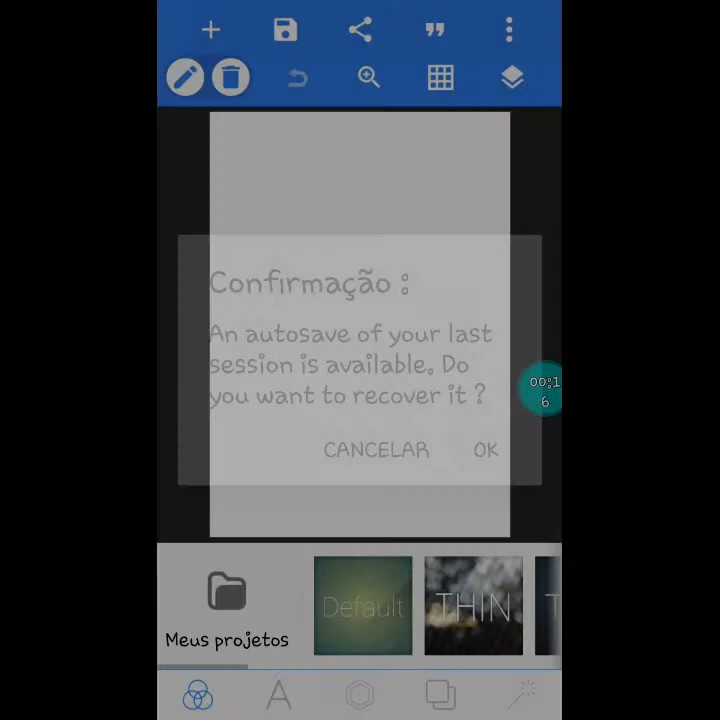 Confirmação :
An autosave of your last
session is available. Do
you want to recover it ?
00:1
6
CANCELAR OK
Default
THIN
T
Meus projetos
A